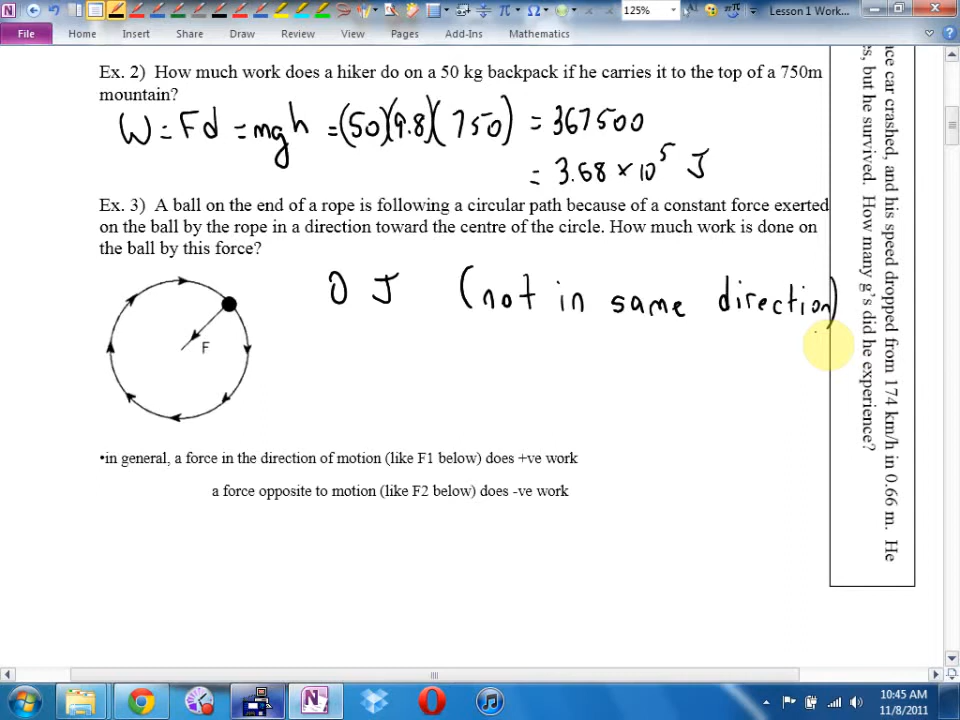 125%
Lesson 1 Work...
File Home Insert Share Draw Review View Pages Add-Ins Mathematics
Ex. 2) How much work does a hiker do on a 50 kg backpack if he carries it to the top of a 750m
mountain?
W = Fd = mgh = (50)(9.8)(750) = 367500
= 3.68 × 10⁵ J
Ex. 3) A ball on the end of a rope is following a circular path because of a constant force exerted
on the ball by the rope in a direction toward the centre of the circle. How much work is done on
the ball by this force?
0 J (not in same direction)
F
•in general, a force in the direction of motion (like F1 below) does +ve work
a force opposite to motion (like F2 below) does -ve work
ace car crashed, and his speed dropped from 174 km/h in 0.66 m. He
es, but he survived. How many g's did he experience?
10:45 AM
11/8/2011